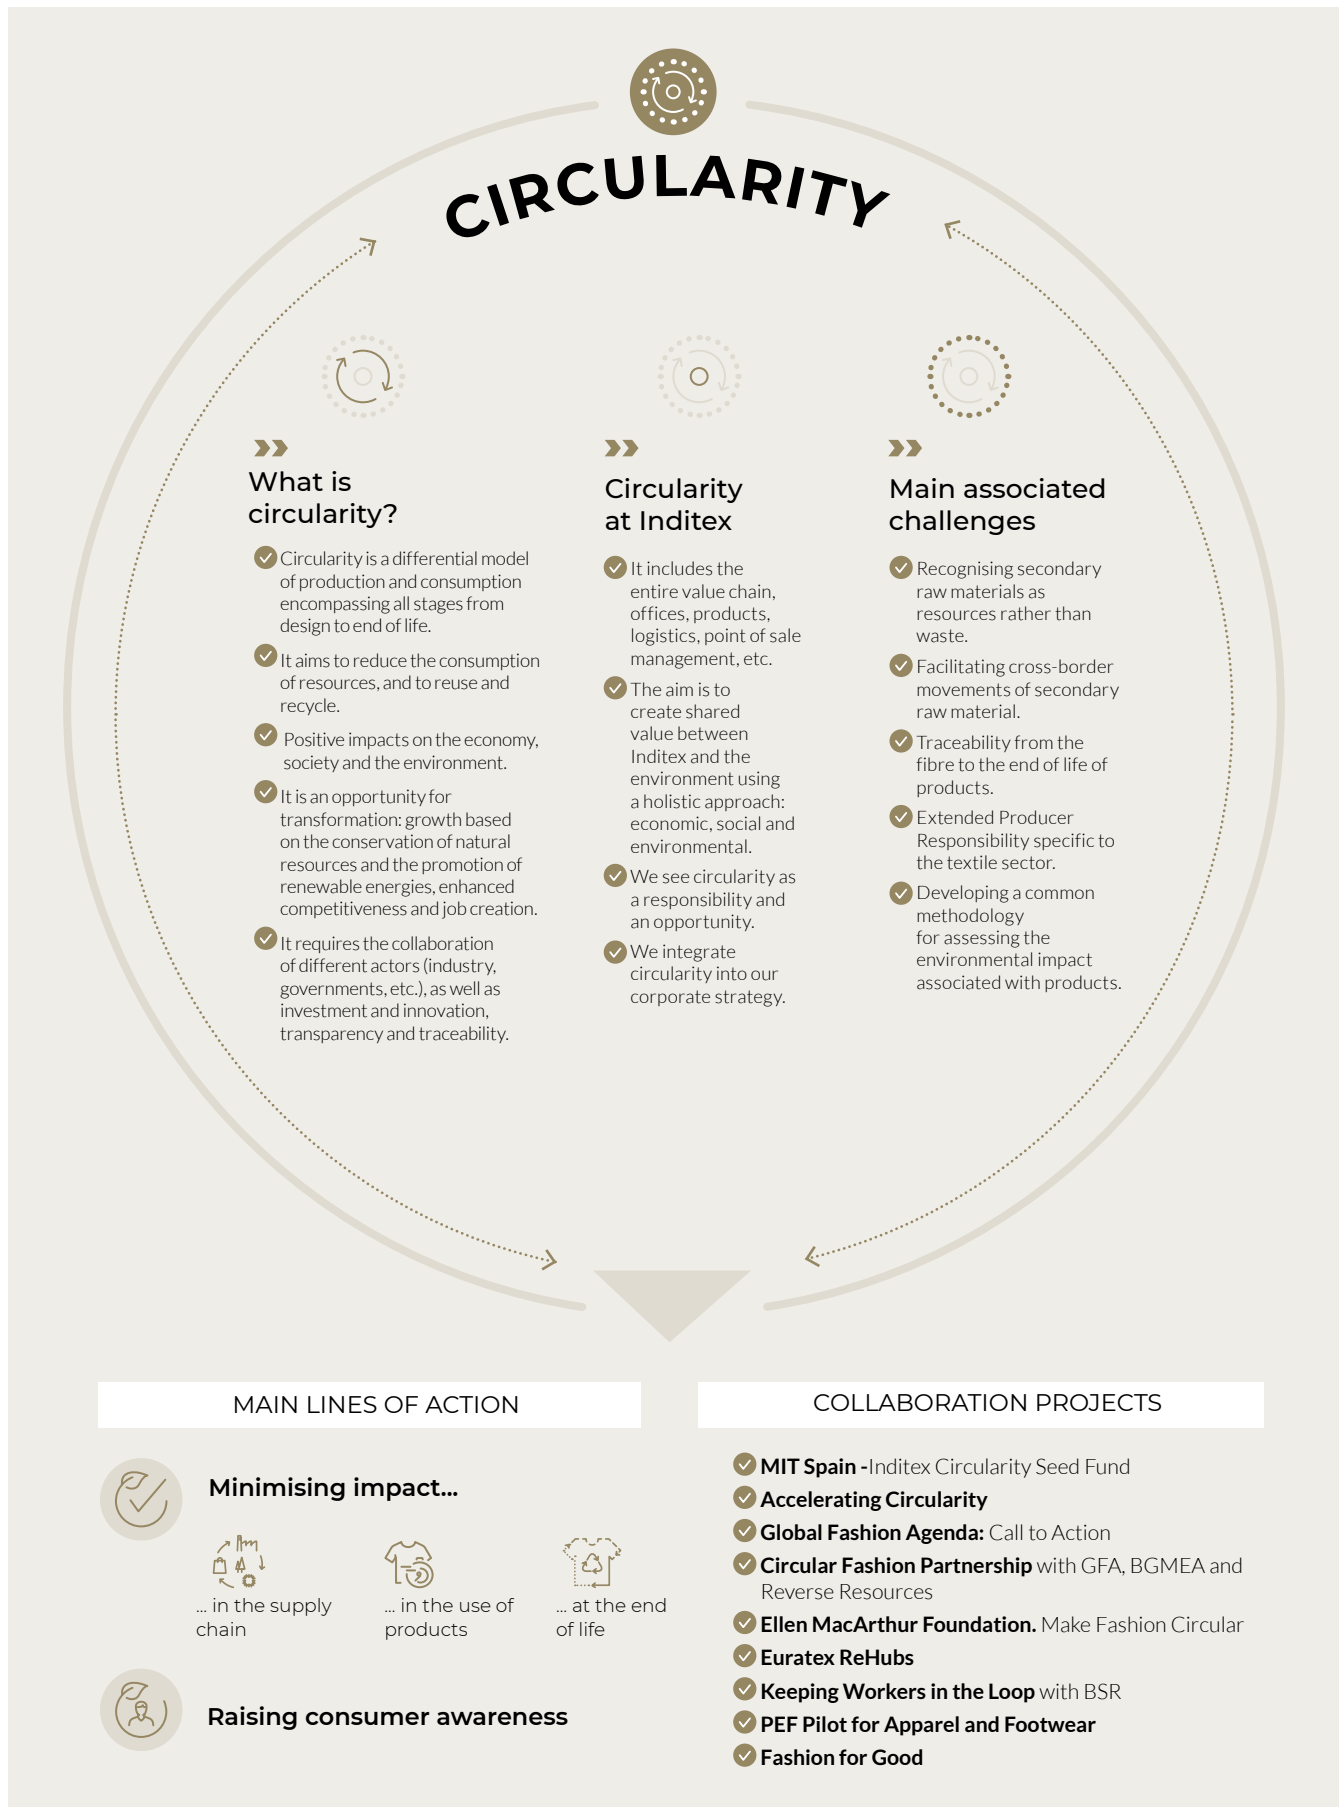 CIRCULARITY
What is
circularity?
Circularity is a differential model
of production and consumption
encompassing all stages from
design to end of life.
It aims to reduce the consumption
of resources, and to reuse and
recycle.
Positive impacts on the economy,
society and the environment.
It is an opportunity for
transformation: growth based
on the conservation of natural
resources and the promotion of
renewable energies, enhanced
competitiveness and job creation.
It requires the collaboration
of different actors (industry,
governments, etc.), as well as
investment and innovation,
transparency and traceability.
Circularity
at Inditex
It includes the
entire value chain,
offices, products,
logistics, point of sale
management, etc.
The aim is to
create shared
value between
Inditex and the
environment using
a holistic approach:
economic, social and
environmental.
We see circularity as
a responsibility and
an opportunity.
We integrate
circularity into our
corporate strategy.
Main associated
challenges
Recognising secondary
raw materials as
resources rather than
waste.
Facilitating cross-border
movements of secondary
raw material.
Traceability from the
fibre to the end of life of
products.
Extended Producer
Responsibility specific to
the textile sector.
Developing a common
methodology
for assessing the
environmental impact
associated with products.
MAIN LINES OF ACTION
Minimising impact...
... in the supply
chain
... in the use of
products
... at the end
of life
Raising consumer awareness
COLLABORATION PROJECTS
MIT Spain -Inditex Circularity Seed Fund
Accelerating Circularity
Global Fashion Agenda: Call to Action
Circular Fashion Partnership with GFA, BGMEA and
Reverse Resources
Ellen MacArthur Foundation. Make Fashion Circular
Euratex ReHubs
Keeping Workers in the Loop with BSR
PEF Pilot for Apparel and Footwear
Fashion for Good